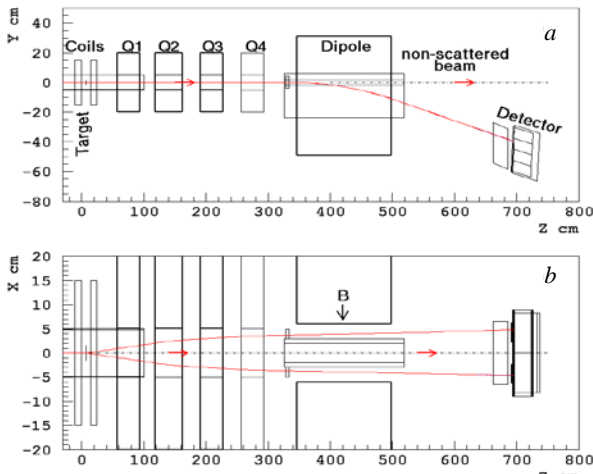 Y cm
40
20
0
-20
-40
-60
-80
Coils
Q1
Q2
Q3
Q4
Dipole
a
non-scattered
beam
Target
Detector
0
100
200
300
400
500
600
700
800
Z cm
X cm
20
15
10
5
0
-5
-10
-15
-20
b
B
0
100
200
300
400
500
600
700
800